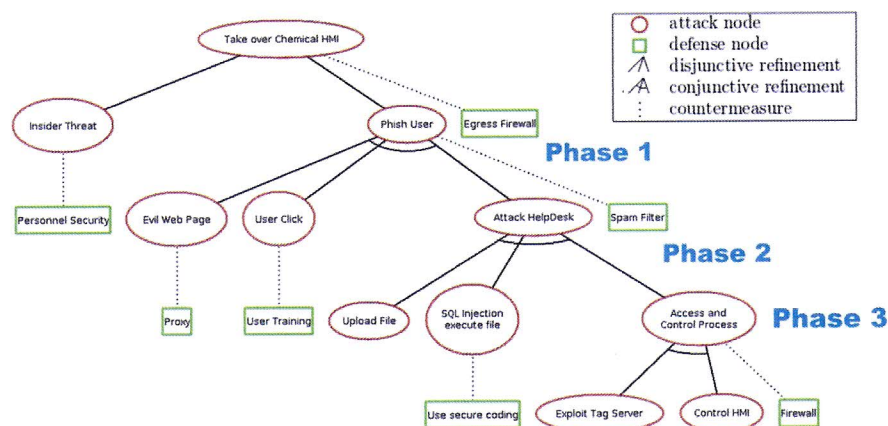 Take over Chemical HMI
attack node
defense node
disjunctive refinement
conjunctive refinement
countermeasure
Insider Threat
Phish User
Egress Firewall
Phase 1
Personnel Security
Evil Web Page
User Click
Attack HelpDesk
Spam Filter
Phase 2
Proxy
User Training
Upload File
SQL Injection
execute file
Access and
Control Process
Phase 3
Use secure coding
Exploit Tag Server
Control HMI
Firewall